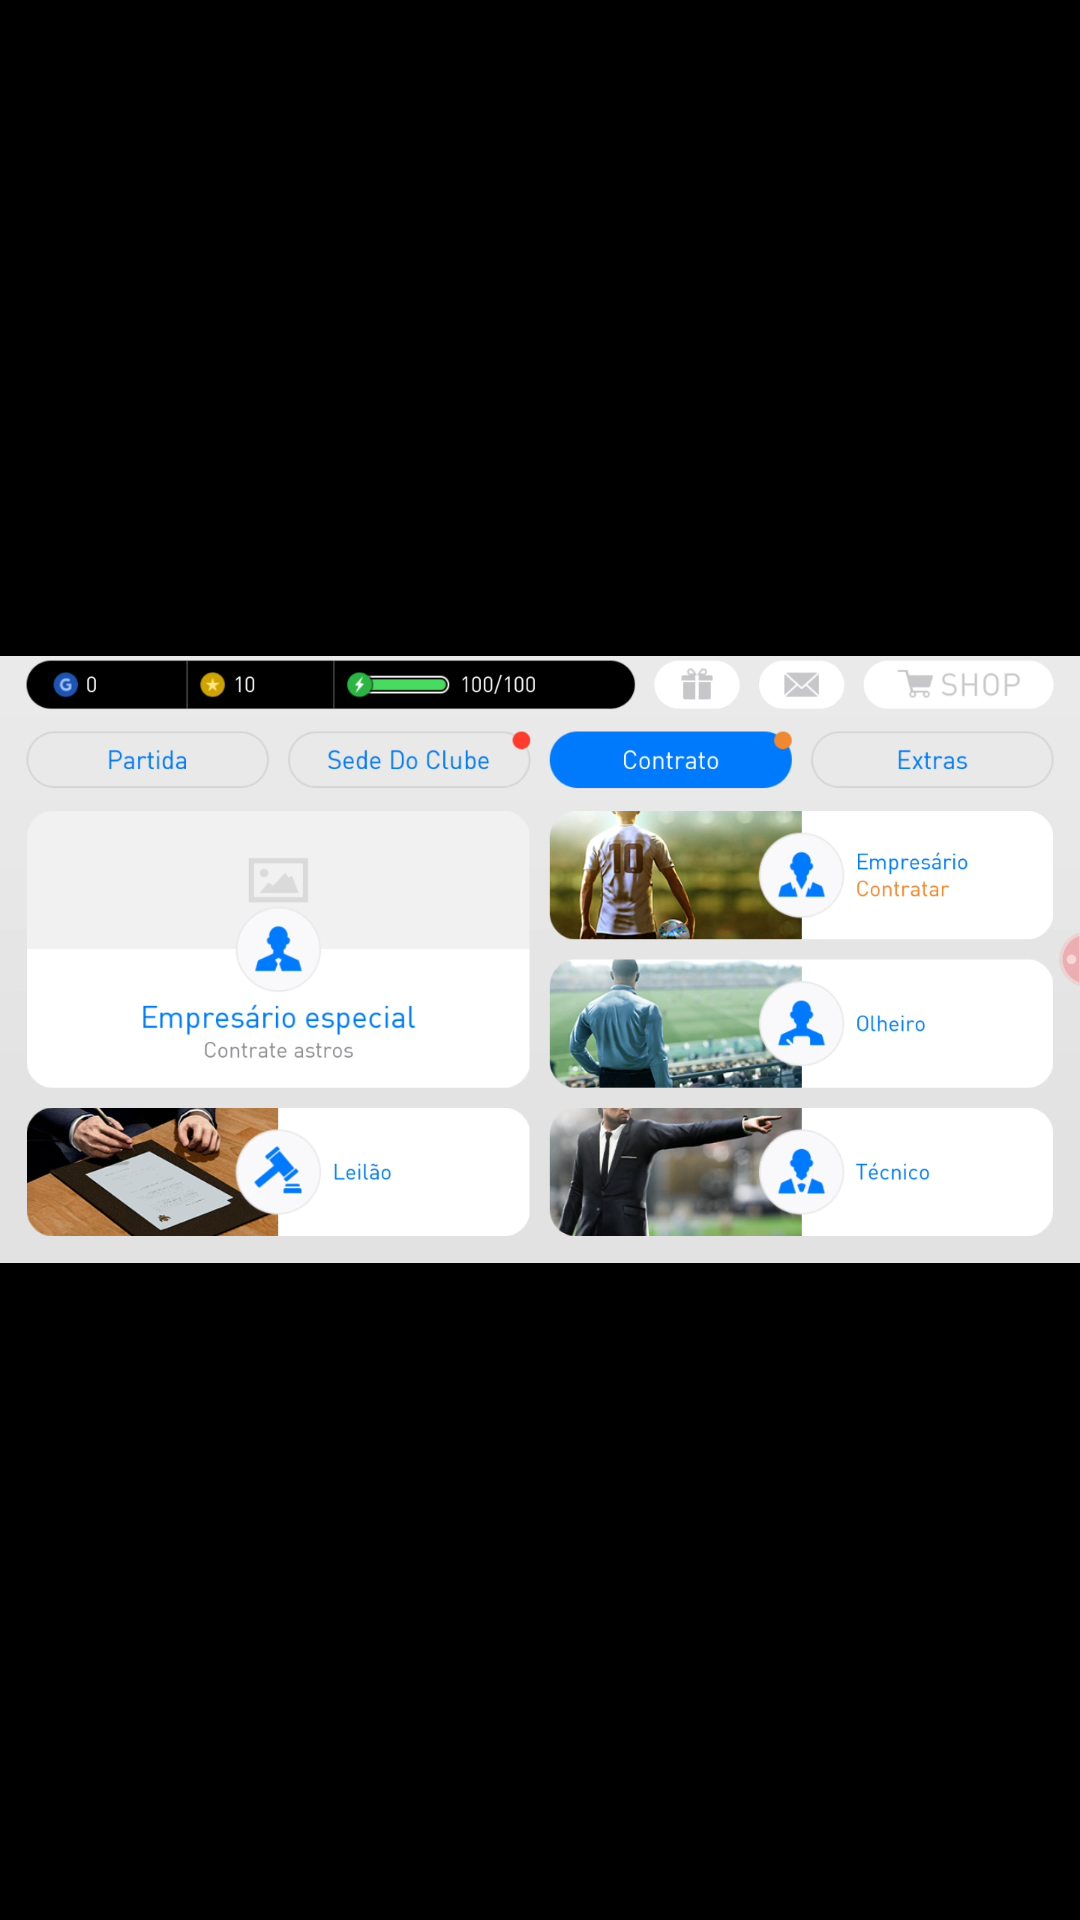 G 0
10
100/100
SHOP
Partida
Sede Do Clube
Contrato
Extras
Empresário especial
Contrate astros
Leilão
10
Empresário
Contratar
Olheiro
Técnico